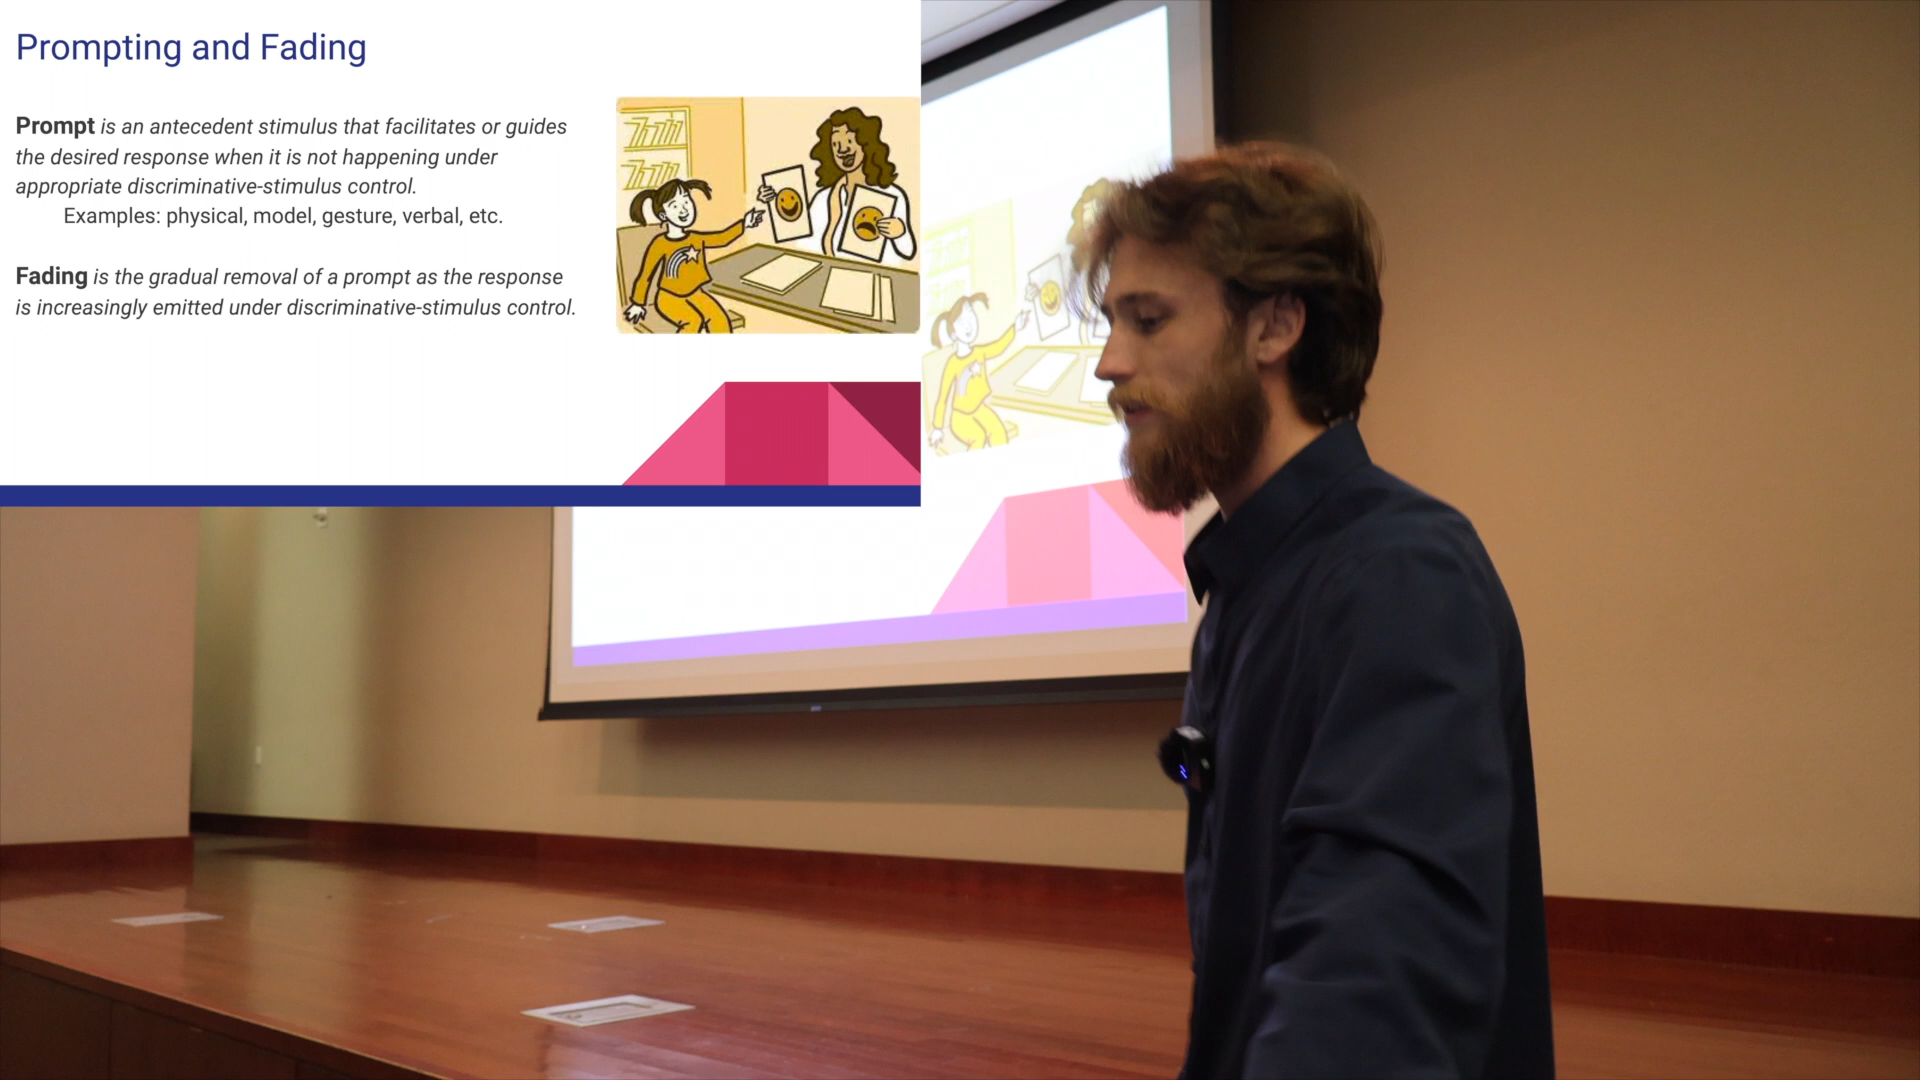 Prompting and Fading
Prompt is an antecedent stimulus that facilitates or guides
the desired response when it is not happening under
appropriate discriminative-stimulus control.
Examples: physical, model, gesture, verbal, etc.
Fading is the gradual removal of a prompt as the response
is increasingly emitted under discriminative-stimulus control.